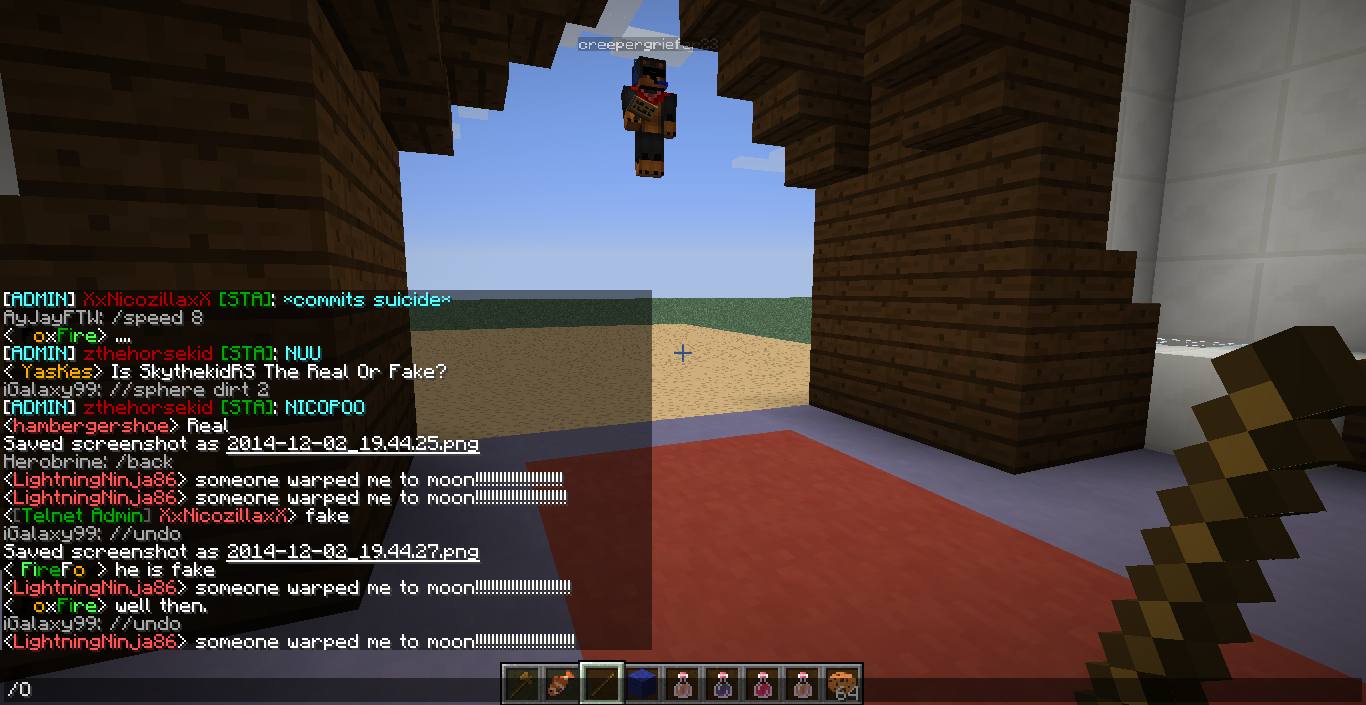 creepergriefe
[ADMIN] XxNicozillaxX [STA]: *commits suicide*
AyJayFTW: /speed 8
< oxFire> ....
[ADMIN] zthehorsekid [STA]: NUU
< YasKes> Is SkythekidRS The Real Or Fake?
iGalaxy99: //sphere dirt 2
[ADMIN] zthehorsekid [STA]: NICOPOO
<hambergershoe> Real
Saved screenshot as 2014-12-02_19.44.25.png
Herobrine: /back
<LightningNinja86> someone warped me to moon!!!!!!!!!!!!!!!!!!!!!!
<LightningNinja86> someone warped me to moon!!!!!!!!!!!!!!!!!!!!!!!
<[Telnet Admin] XxNicozillaxX> fake
iGalaxy99: //undo
Saved screenshot as 2014-12-02_19.44.27.png
< FireFo > he is fake
<LightningNinja86> someone warped me to moon!!!!!!!!!!!!!!!!!!!!!!!!
< oxFire> well then.
iGalaxy99: //undo
<LightningNinja86> someone warped me to moon!!!!!!!!!!!!!!!!!!!!!!!!!
64
/O